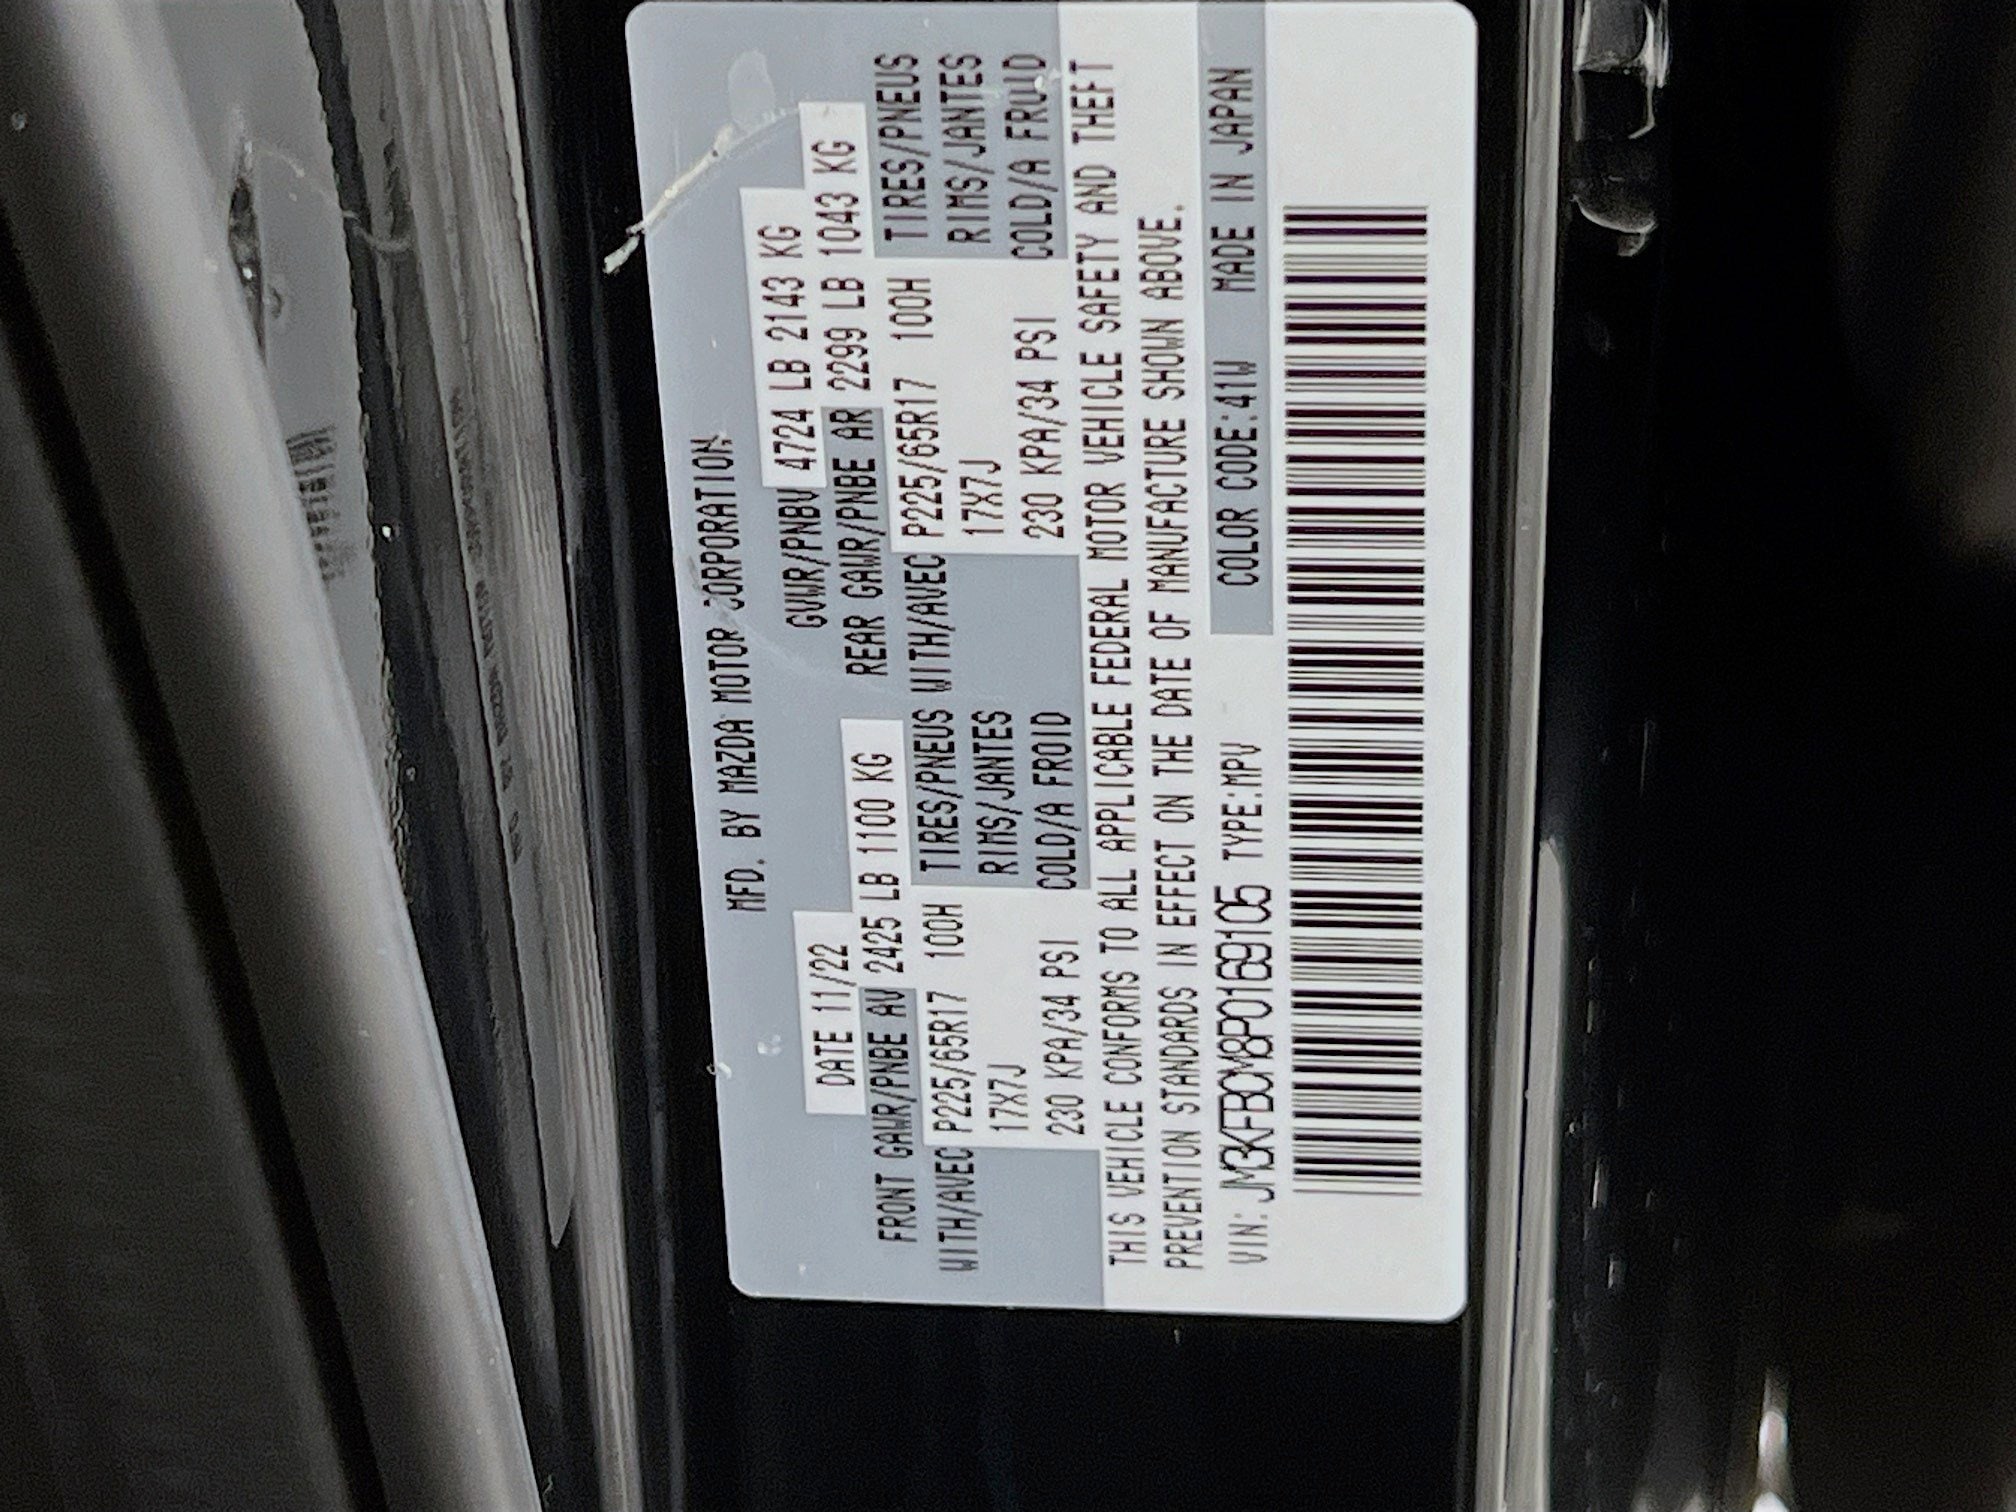 MFD. BY MAZDA MOTOR CORPORATION
DATE 11/22 GVWR/PNBV 4724 LB 2143 KG
FRONT GAWR/PNBE AV 2425 LB 1100 KG REAR GAWR/PNBE AR 2299 LB 1043 KG
WITH/AVEC P225/65R17 100H TIRES/PNEUS WITH/AVEC P225/65R17 100H TIRES/PNEUS
17X7J RIMS/JANTES 17X7J RIMS/JANTES
230 KPA/34 PSI COLD/A FROID 230 KPA/34 PSI COLD/A FROID
THIS VEHICLE CONFORMS TO ALL APPLICABLE FEDERAL MOTOR VEHICLE SAFETY AND THEFT
PREVENTION STANDARDS IN EFFECT ON THE DATE OF MANUFACTURE SHOWN ABOVE.
VIN: JM3KFBCM8P0169105 TYPE:MPV COLOR CODE:41W MADE IN JAPAN